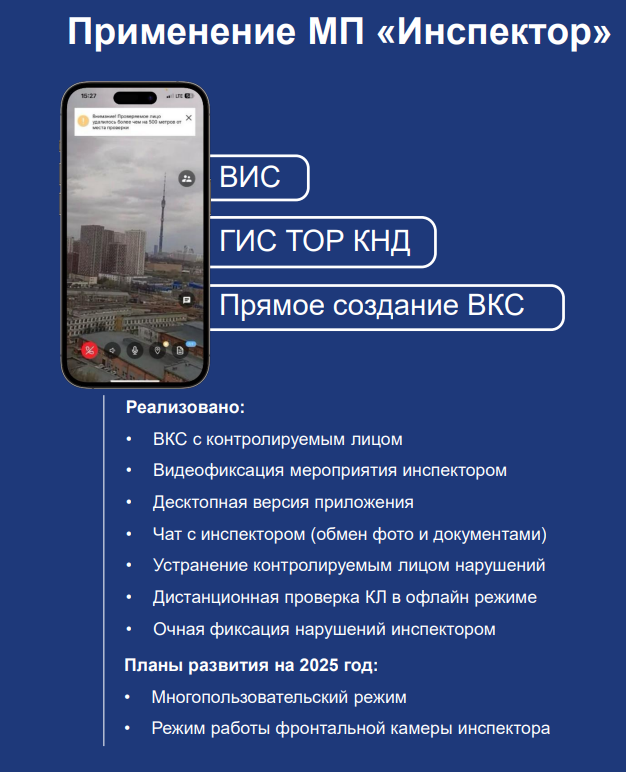 Применение МП «Инспектор»
15:27
LTE
Внимание! Проверяемое лицо
удалилось более чем на 500 метров от
места проверки
ВИС
ГИС ТОР КНД
Прямое создание ВКС
Реализовано:
• ВКС с контролируемым лицом
• Видеофиксация мероприятия инспектором
• Десктопная версия приложения
• Чат с инспектором (обмен фото и документами)
• Устранение контролируемым лицом нарушений
• Дистанционная проверка КЛ в офлайн режиме
• Очная фиксация нарушений инспектором
Планы развития на 2025 год:
• Многопользовательский режим
• Режим работы фронтальной камеры инспектора